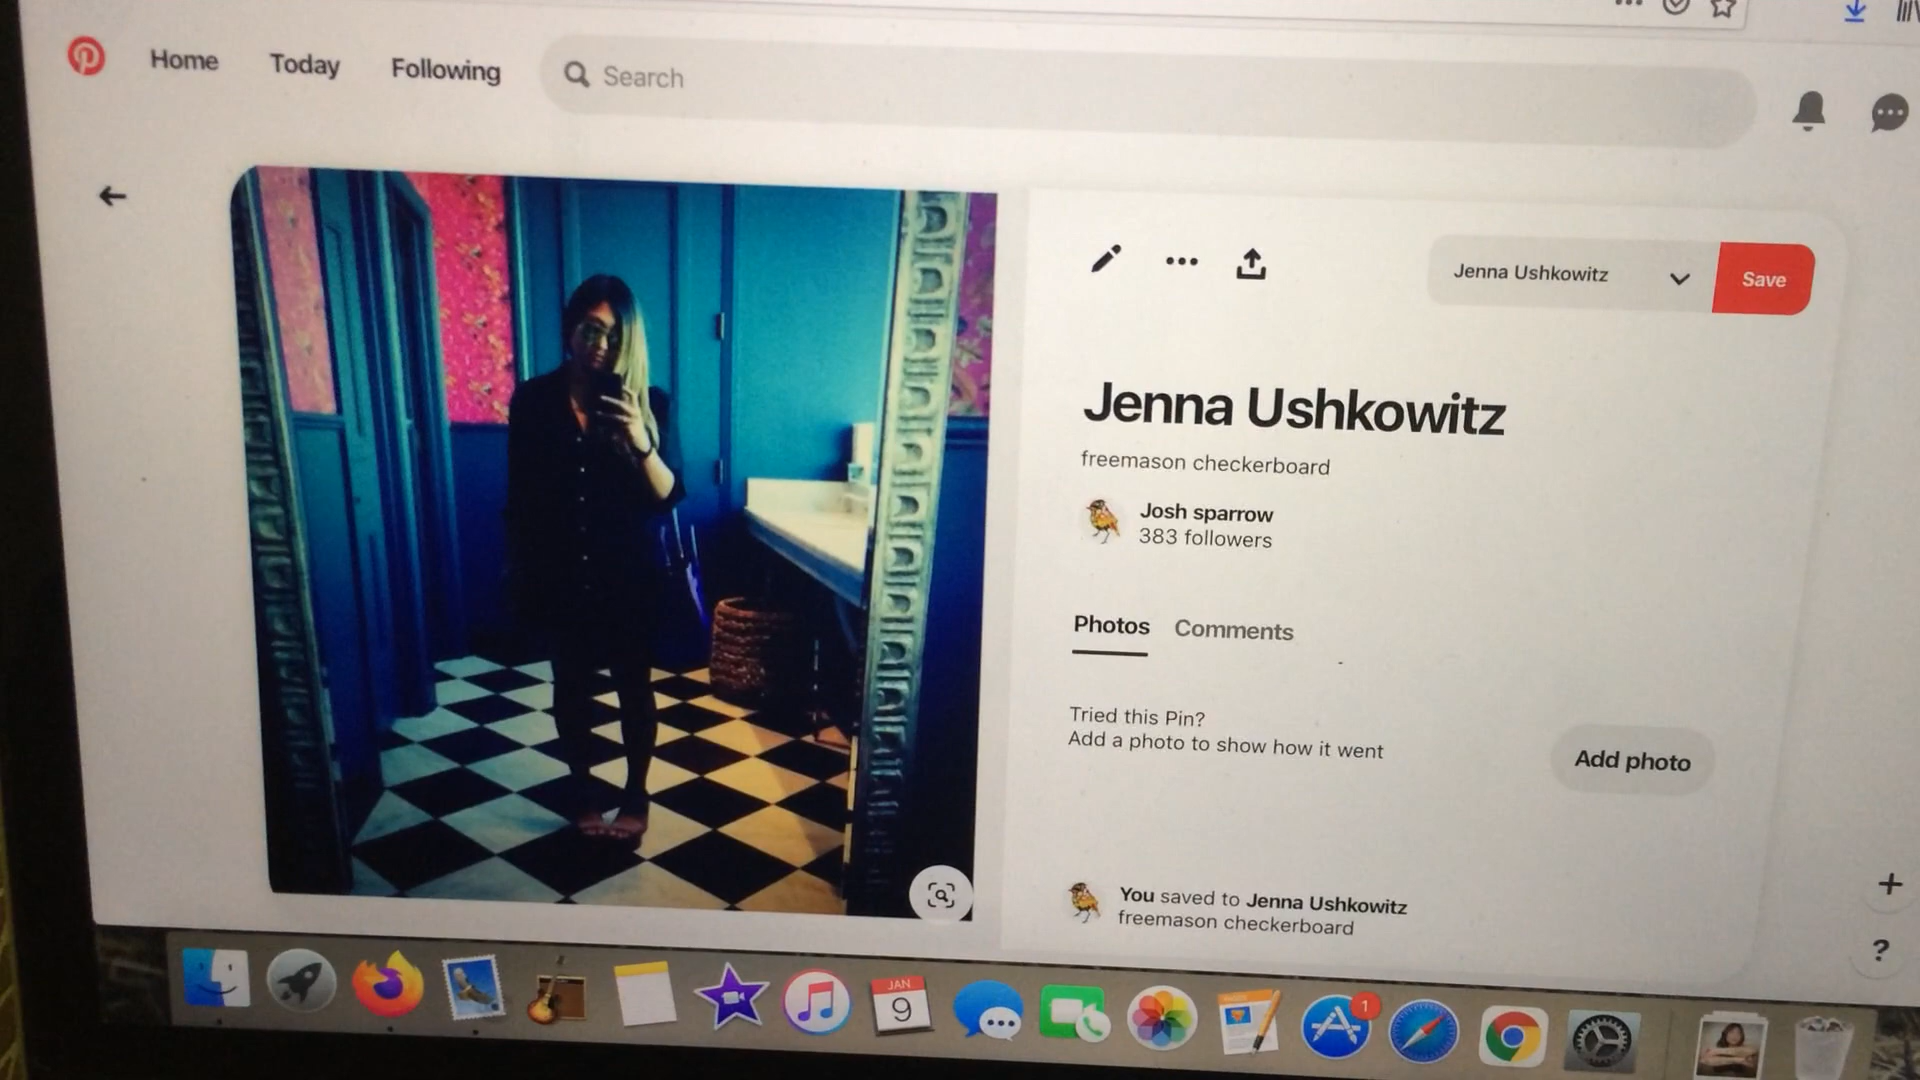 Home Today Following Search
Jenna Ushkowitz Save
Jenna Ushkowitz
freemason checkerboard
Josh sparrow
383 followers
Photos Comments
Tried this Pin?
Add a photo to show how it went
Add photo
You saved to Jenna Ushkowitz
freemason checkerboard
?
JAN
9
1